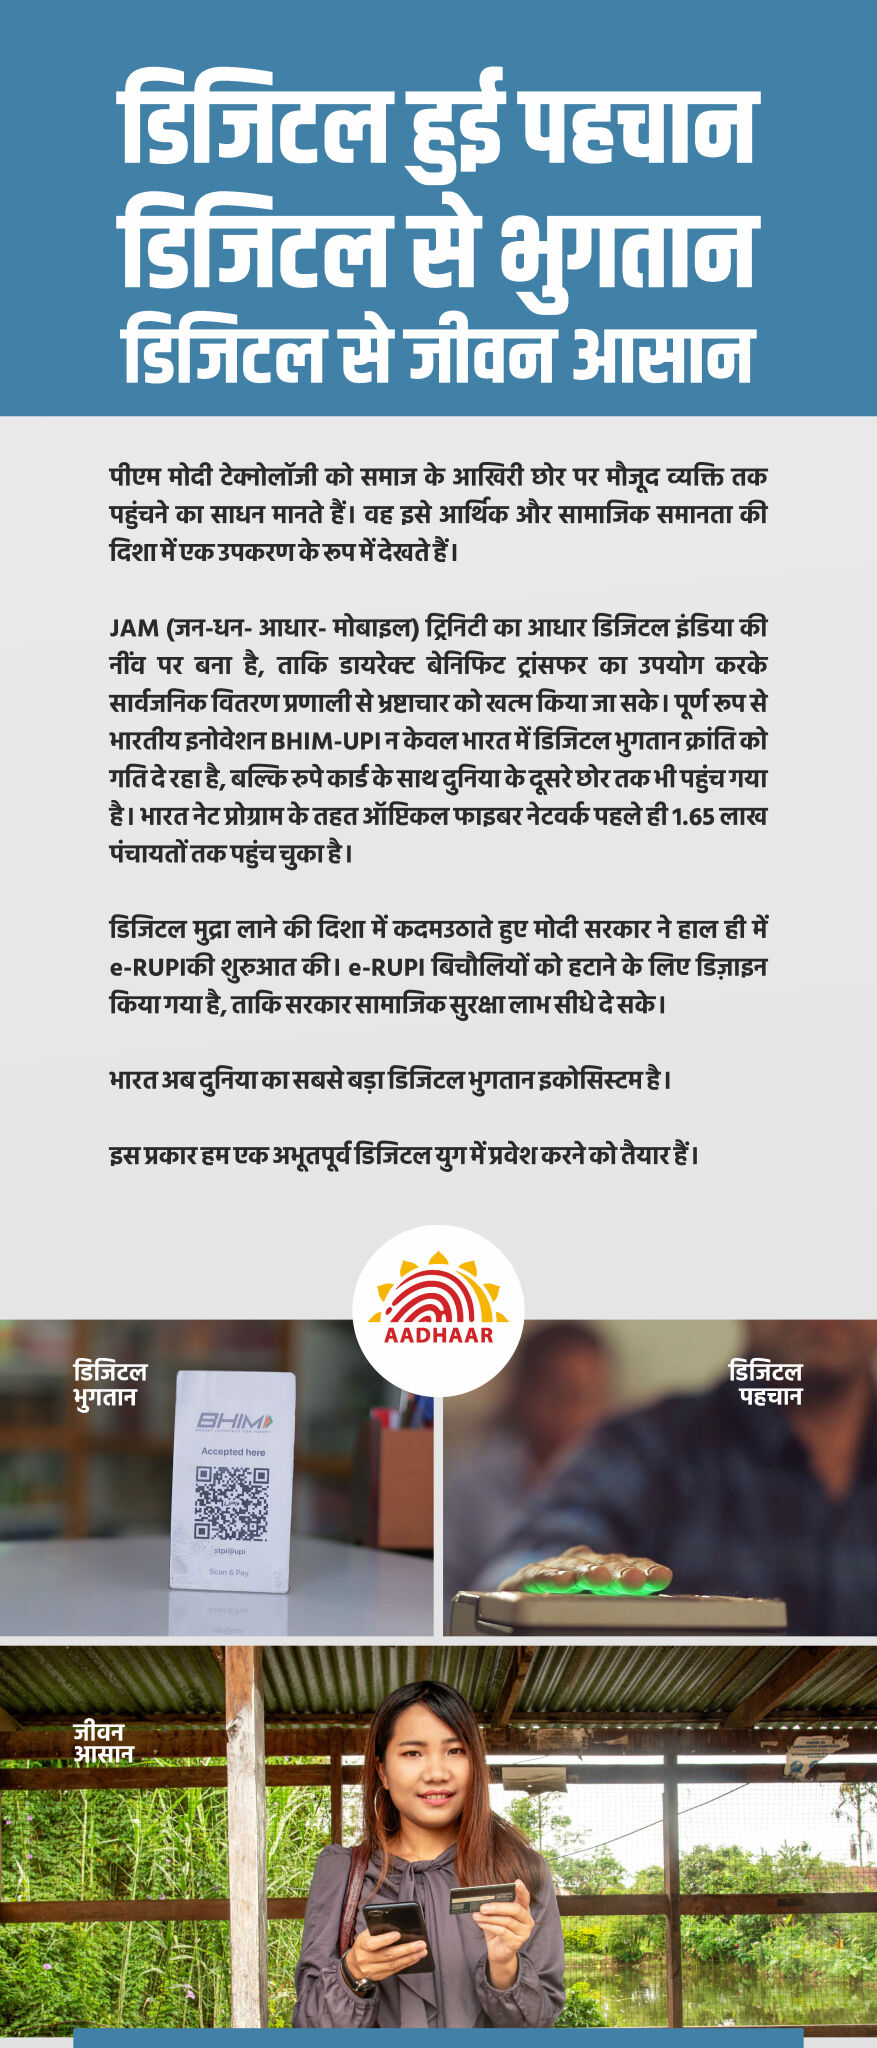 डिजिटल हुई पहचान
डिजिटल से भुगतान
डिजिटल से जीवन आसान
पीएम मोदी टेक्नोलॉजी को समाज के आखिरी छोर पर मौजूद व्यक्ति तक
पहुंचने का साधन मानते हैं। वह इसे आर्थिक और सामाजिक समानता की
दिशा में एक उपकरण के रूप में देखते हैं।
JAM (जन-धन- आधार- मोबाइल) ट्रिनिटी का आधार डिजिटल इंडिया की
नींव पर बना है, ताकि डायरेक्ट बेनिफिट ट्रांसफर का उपयोग करके
सार्वजनिक वितरण प्रणाली से भ्रष्टाचार को खत्म किया जा सके। पूर्ण रूप से
भारतीय इनोवेशन BHIM-UPI न केवल भारत में डिजिटल भुगतान क्रांति को
गति दे रहा है, बल्कि रुपे कार्ड के साथ दुनिया के दूसरे छोर तक भी पहुंच गया
है। भारत नेट प्रोग्राम के तहत ऑप्टिकल फाइबर नेटवर्क पहले ही 1.65 लाख
पंचायतों तक पहुंच चुका है।
डिजिटल मुद्रा लाने की दिशा में कदमउठाते हुए मोदी सरकार ने हाल ही में
e-RUPIकी शुरुआत की। e-RUPI बिचौलियों को हटाने के लिए डिज़ाइन
किया गया है, ताकि सरकार सामाजिक सुरक्षा लाभ सीधे दे सके।
भारत अब दुनिया का सबसे बड़ा डिजिटल भुगतान इकोसिस्टम है।
इस प्रकार हम एक अभूतपूर्व डिजिटल युग में प्रवेश करने को तैयार हैं।
AADHAAR
डिजिटल
भुगतान
BHIM
BHARAT INTERFACE FOR MONEY
Accepted here
stpi@upi
Scan & Pay
डिजिटल
पहचान
जीवन
आसान